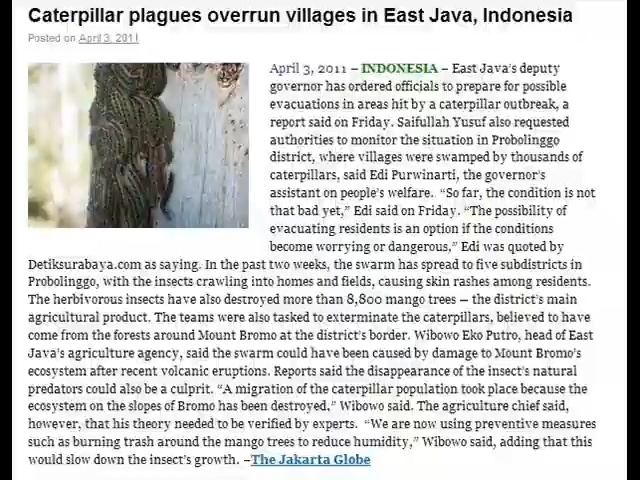 Caterpillar plagues overrun villages in East Java, Indonesia
Posted on April 3, 2011
April 3, 2011 – INDONESIA – East Java's deputy
governor has ordered officials to prepare for possible
evacuations in areas hit by a caterpillar outbreak, a
report said on Friday. Saifullah Yusuf also requested
authorities to monitor the situation in Probolinggo
district, where villages were swamped by thousands of
caterpillars, said Edi Purwinarti, the governor's
assistant on people's welfare. “So far, the condition is not
that bad yet,” Edi said on Friday. “The possibility of
evacuating residents is an option if the conditions
become worrying or dangerous,” Edi was quoted by
Detiksurabaya.com as saying. In the past two weeks, the swarm has spread to five subdistricts in
Probolinggo, with the insects crawling into homes and fields, causing skin rashes among residents.
The herbivorous insects have also destroyed more than 8,800 mango trees – the district's main
agricultural product. The teams were also tasked to exterminate the caterpillars, believed to have
come from the forests around Mount Bromo at the district's border. Wibowo Eko Putro, head of East
Java's agriculture agency, said the swarm could have been caused by damage to Mount Bromo's
ecosystem after recent volcanic eruptions. Reports said the disappearance of the insect's natural
predators could also be a culprit. “A migration of the caterpillar population took place because the
ecosystem on the slopes of Bromo has been destroyed,” Wibowo said. The agriculture chief said,
however, that his theory needed to be verified by experts. “We are now using preventive measures
such as burning trash around the mango trees to reduce humidity,” Wibowo said, adding that this
would slow down the insect's growth. –The Jakarta Globe